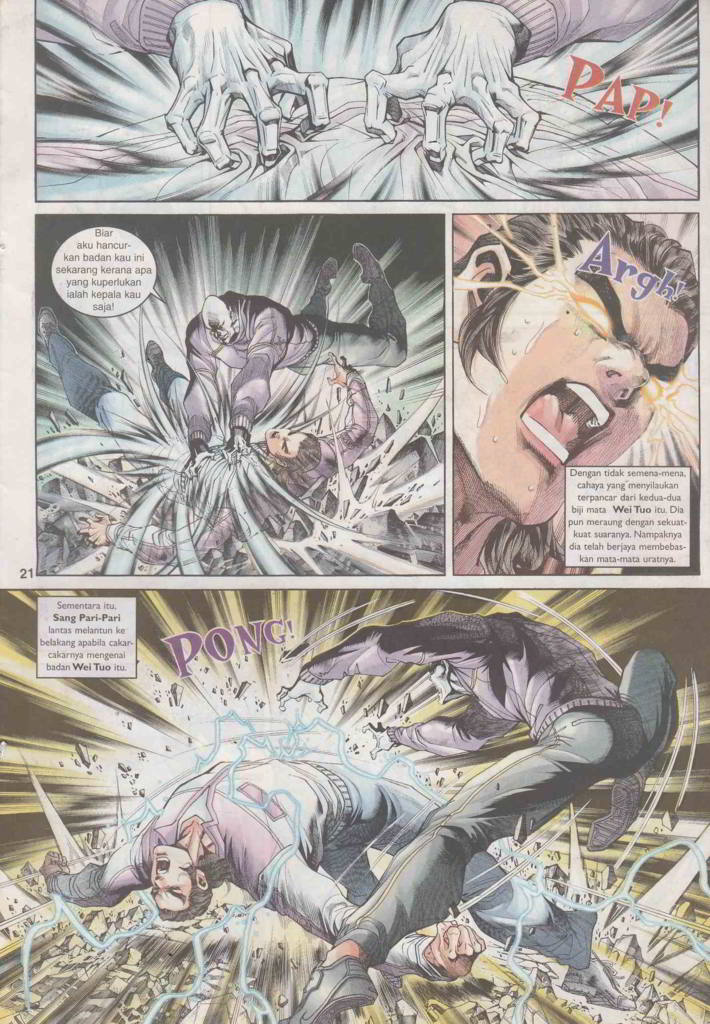 PAP!
Biar
aku hancur-
kan badan kau ini
sekarang kerana apa
yang kuperlukan
ialah kepala kau
saja!
Argh!
Dengan tidak semena-mena,
cahaya yang menyilaukan
terpancar dari kedua-dua
biji mata Wei Tuo itu. Dia
pun meraung dengan sekuat-
kuat suaranya. Nampaknya
dia telah berjaya membebas-
kan mata-mata uratnya.
21
Sementara itu,
Sang Pari-Pari
lantas melantun ke
belakang apabila cakar-
cakarnya mengenai
badan Wei Tuo itu.
PONG!